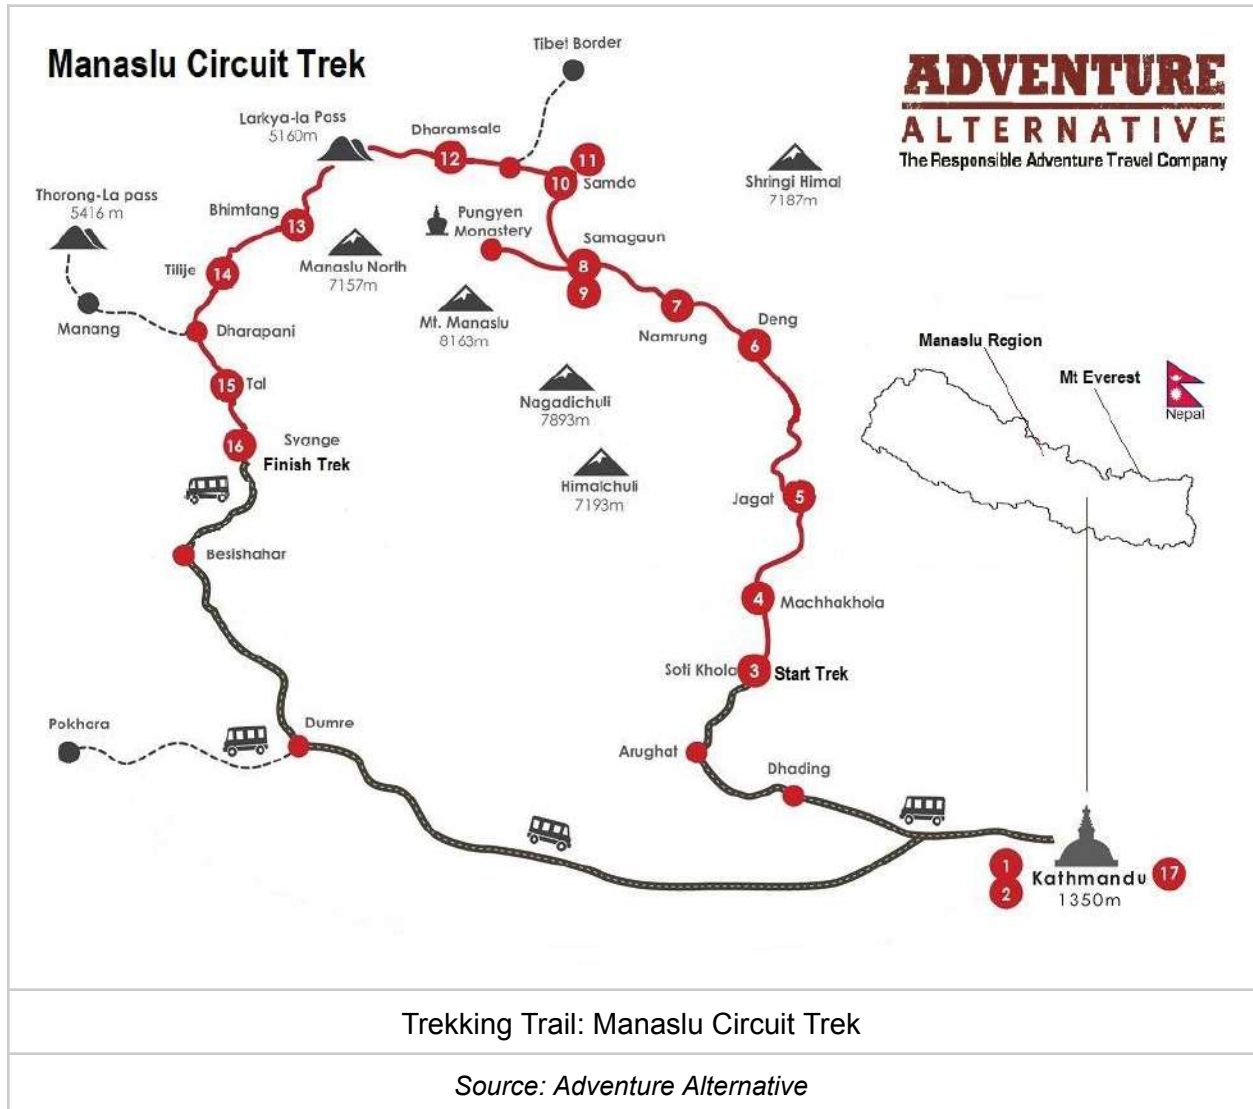 Manaslu Circuit Trek
Tibet Border
ADVENTURE
ALTERNATIVE
The Responsible Adventure Travel Company
Larkya-la Pass
5160m
Dharamsala
12
11
10
Samdo
Shringi Himal
7187m
Thorong-La pass
5416 m
Bhimtang
13
Pungyen
Monastery
Samagaun
8
9
Manaslu North
7157m
Tilije
14
Mt. Manaslu
8163m
7
Namrung
Deng
6
Manang
Dharapani
Manaslu Region
Mt Everest
Nepal
15
Tal
Nagadichuli
7893m
16
Syange
Finish Trek
Himalchuli
7193m
Jagat
5
Besishahar
4
Machhakhola
Soti Khola
3
Start Trek
Pokhara
Dumre
Arughat
Dhading
1
2
Kathmandu
1350m
17
Trekking Trail: Manaslu Circuit Trek
Source: Adventure Alternative